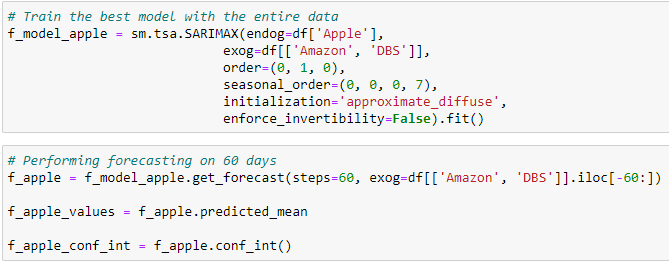 # Train the best model with the entire data
f_model_apple = sm.tsa.SARIMAX(endog=df['Apple'],
exog=df[['Amazon', 'DBS']],
order=(0, 1, 0),
seasonal_order=(0, 0, 0, 7),
initialization='approximate_diffuse',
enforce_invertibility=False).fit()
# Performing forecasting on 60 days
f_apple = f_model_apple.get_forecast(steps=60, exog=df[['Amazon', 'DBS']].iloc[-60:])
f_apple_values = f_apple.predicted_mean
f_apple_conf_int = f_apple.conf_int()